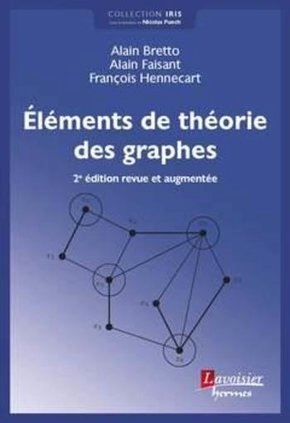 COLLECTION IRIS
Alain Bretto
Alain Faisant
François Hennecart
Éléments de théorie
des graphes
2e édition revue et augmentée
Lavoisier
hermes